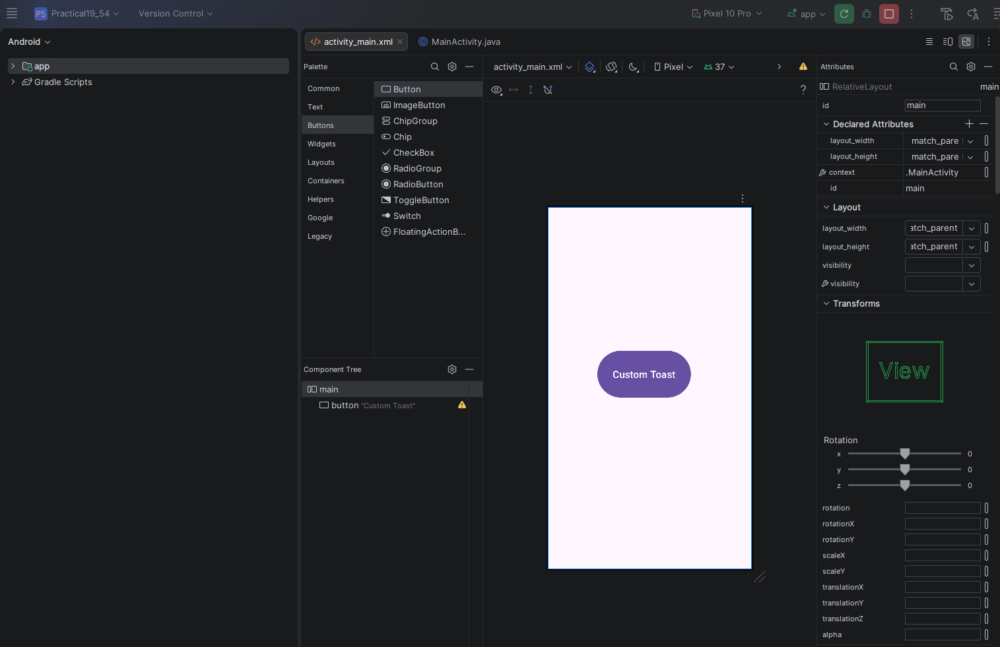 P5 Practical19_54 Version Control Pixel 10 Pro app
Android
activity_main.xml MainActivity.java
app
Gradle Scripts
Palette
Common
Text
Buttons
Widgets
Layouts
Containers
Helpers
Google
Legacy
Button
ImageButton
ChipGroup
Chip
CheckBox
RadioGroup
RadioButton
ToggleButton
Switch
FloatingActionB...
Component Tree
main
button "Custom Toast"
activity_main.xml Pixel 37
?
Custom Toast
Attributes
RelativeLayout main
id main
Declared Attributes
layout_width match_pare
layout_height match_pare
context .MainActivity
id main
Layout
layout_width atch_parent
layout_height atch_parent
visibility
visibility
Transforms
View
Rotation
x 0
y 0
z 0
rotation
rotationX
rotationY
scaleX
scaleY
translationX
translationY
translationZ
alpha